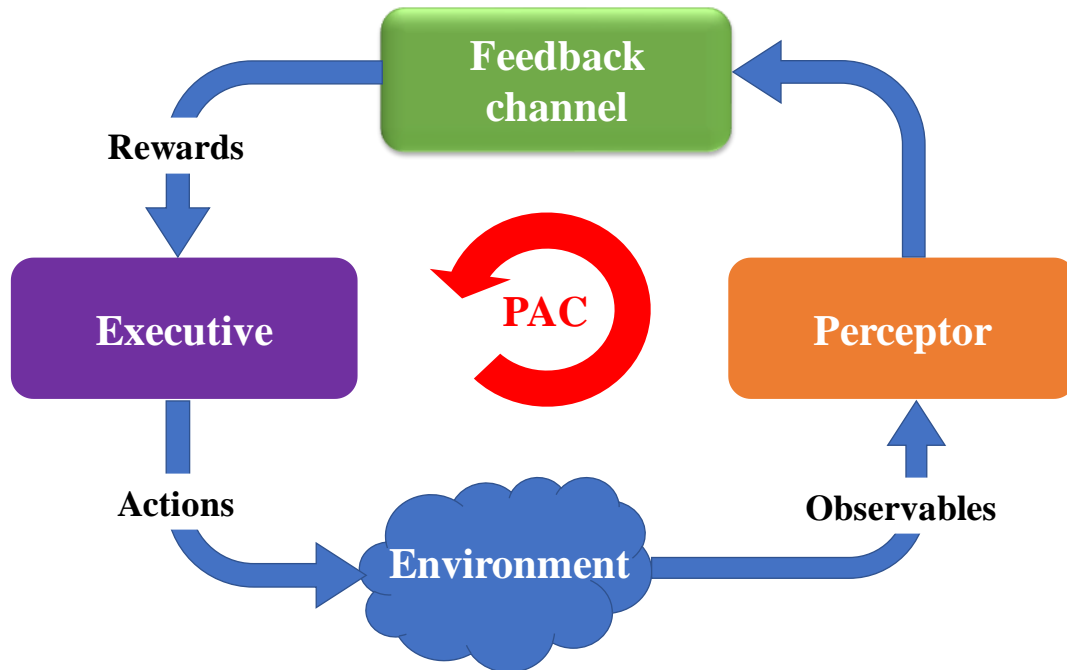 Feedback
channel
Rewards
Executive
PAC
Perceptor
Actions
Observables
Environment